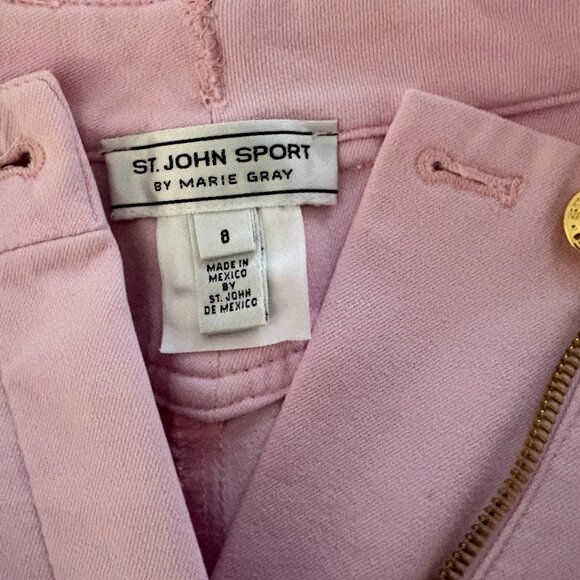 ST. JOHN SPORT
BY MARIE GRAY
8
MADE IN
MEXICO
BY
ST. JOHN
DE MEXICO